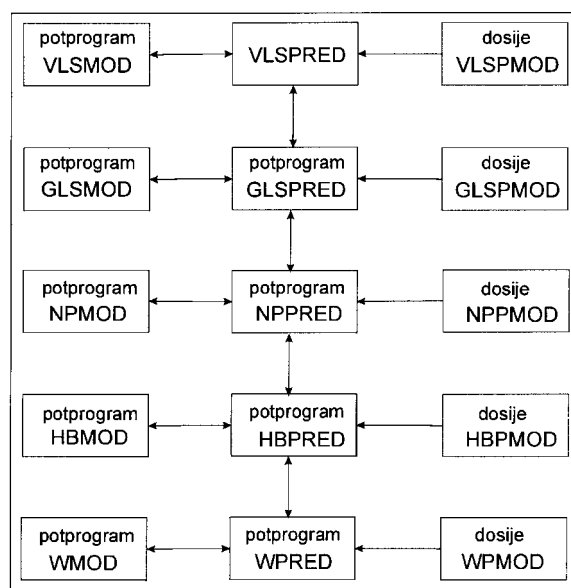 potprogram
VLSMOD
VLSPRED
dosije
VLSPMOD
potprogram
GLSMOD
potprogram
GLSPRED
dosije
GLSPMOD
potprogram
NPMOD
potprogram
NPPRED
dosije
NPPMOD
potprogram
HBMOD
potprogram
HBPRED
dosije
HBPMOD
potprogram
WMOD
potprogram
WPRED
dosije
WPMOD